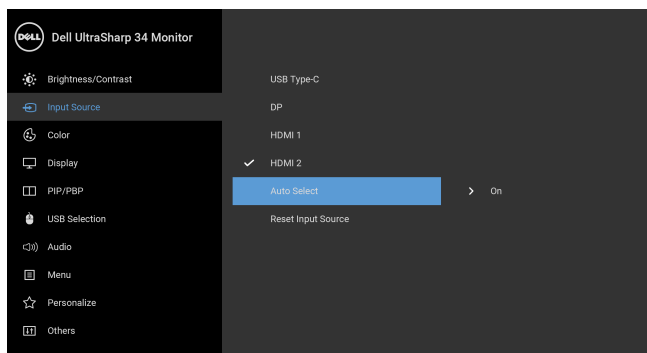 DELL Dell UltraSharp 34 Monitor
Brightness/Contrast
Input Source
Color
Display
PIP/PBP
USB Selection
Audio
Menu
Personalize
Others
USB Type-C
DP
HDMI 1
HDMI 2
Auto Select On
Reset Input Source